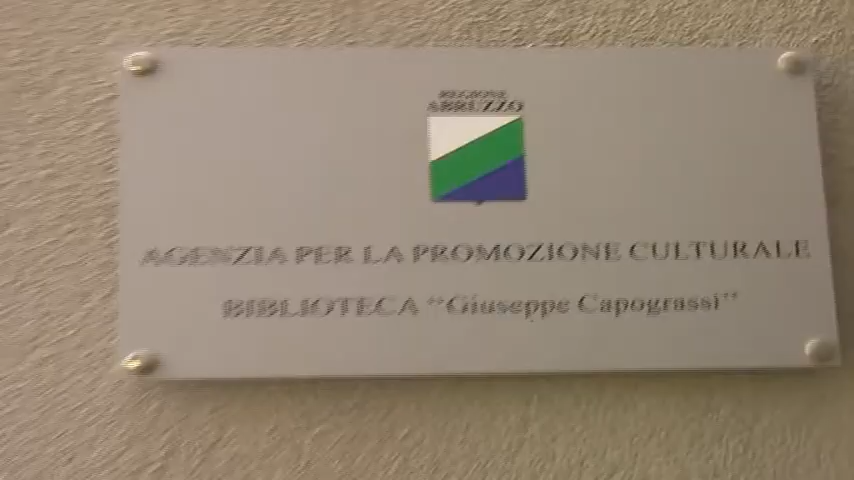 REGIONE
ABRUZZO
AGENZIA PER LA PROMOZIONE CULTURALE
BIBLIOTECA “Giuseppe Capograssi”